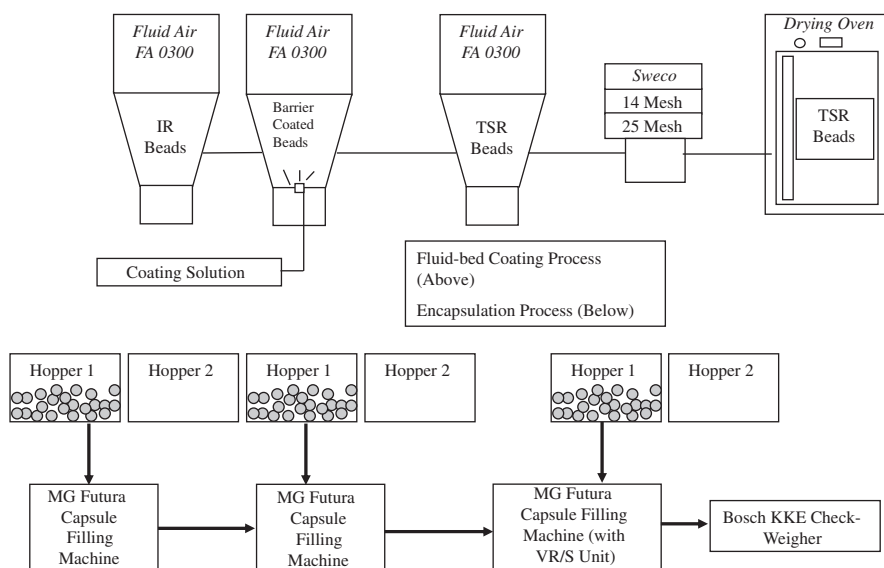 Fluid Air
FA 0300
Fluid Air
FA 0300
Fluid Air
FA 0300
Drying Oven
IR
Beads
Barrier
Coated
Beads
TSR
Beads
Sweco
14 Mesh
25 Mesh
TSR
Beads
Coating Solution
Fluid-bed Coating Process
(Above)
Encapsulation Process (Below)
Hopper 1
Hopper 2
Hopper 1
Hopper 2
Hopper 1
Hopper 2
MG Futura
Capsule
Filling
Machine
MG Futura
Capsule
Filling
Machine
MG Futura
Capsule Filling
Machine (with
VR/S Unit)
Bosch KKE Check-
Weigher